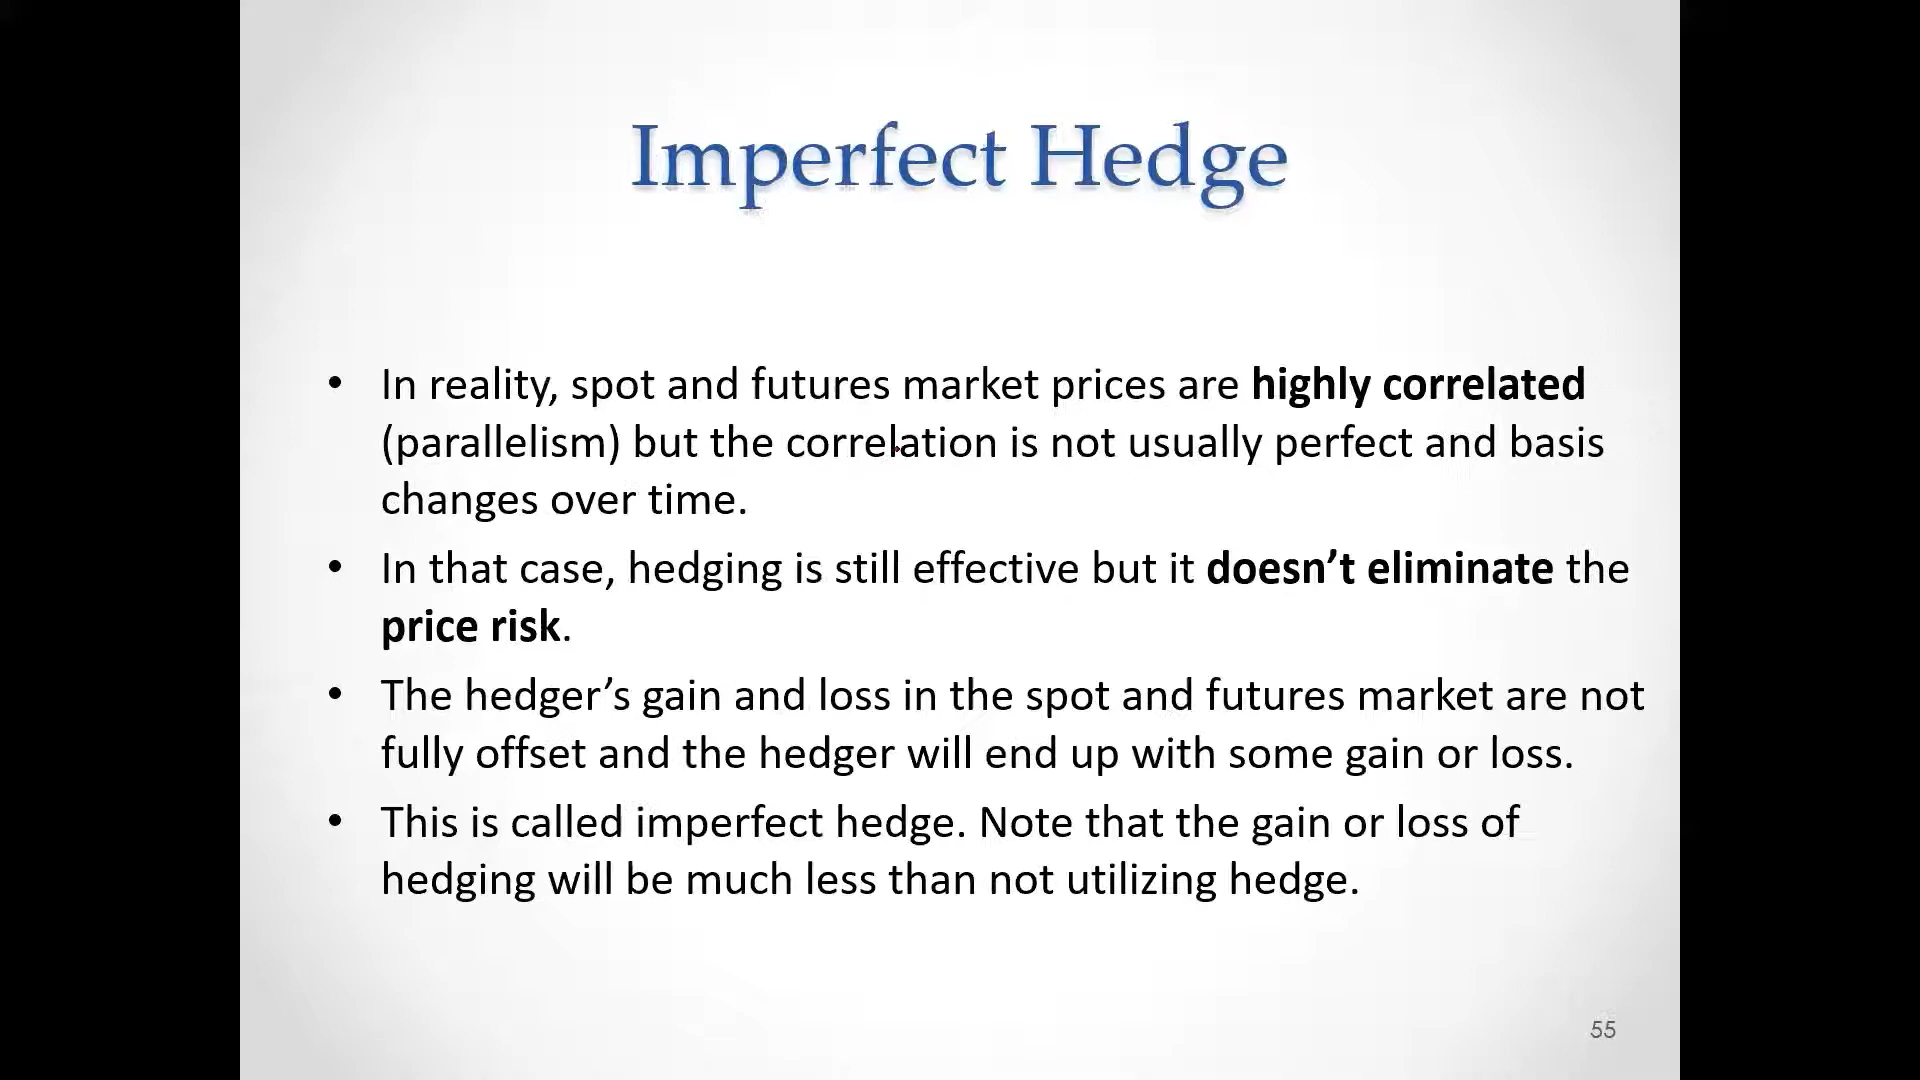 Imperfect Hedge
• In reality, spot and futures market prices are highly correlated
(parallelism) but the correlation is not usually perfect and basis
changes over time.
• In that case, hedging is still effective but it doesn’t eliminate the
price risk.
• The hedger’s gain and loss in the spot and futures market are not
fully offset and the hedger will end up with some gain or loss.
• This is called imperfect hedge. Note that the gain or loss of
hedging will be much less than not utilizing hedge.
55